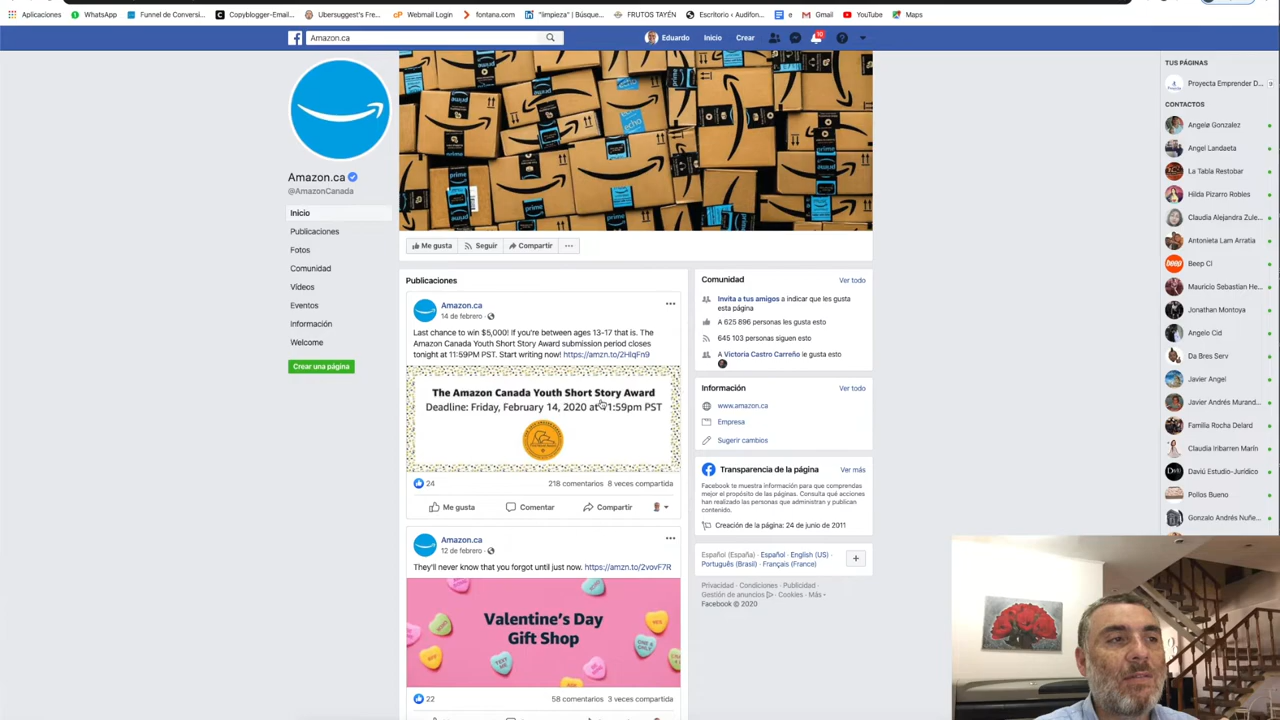 Aplicaciones WhatsApp Funnel de Conversi... Copyblogger-Email... Ubersuggest's Fre... Webmail Login fontana.com "limpieza" | Búsque... FRUTOS TAYÉN Escritorio ‹ Audifon... e Gmail YouTube Maps
Amazon.ca
Eduardo Inicio Crear
Amazon.ca
@AmazonCanada
Inicio
Publicaciones
Fotos
Comunidad
Vídeos
Eventos
Información
Welcome
Crear una página
prime
echo
prime
prime
prime
Me gusta Seguir Compartir ...
Publicaciones
Amazon.ca
14 de febrero ·
Last chance to win $5,000! If you're between ages 13-17 that is. The
Amazon Canada Youth Short Story Award submission period closes
tonight at 11:59PM PST. Start writing now! https://amzn.to/2HlqFn9
The Amazon Canada Youth Short Story Award
Deadline: Friday, February 14, 2020 at 11:59pm PST
24 218 comentarios 8 veces compartida
Me gusta Comentar Compartir
Amazon.ca
12 de febrero ·
They'll never know that you forgot until just now. https://amzn.to/2vovF7R
Valentine's Day
Gift Shop
22 58 comentarios 3 veces compartida
Comunidad Ver todo
Invita a tus amigos a indicar que les gusta
esta página
A 625 896 personas les gusta esto
645 103 personas siguen esto
A Victoria Castro Carreño le gusta esto
Información Ver todo
www.amazon.ca
Empresa
Sugerir cambios
Transparencia de la página Ver más
Facebook te muestra información para que comprendas
mejor el propósito de las páginas. Consulta qué acciones
han realizado las personas que administran y publican
contenido.
Creación de la página: 24 de junio de 2011
Español (España) · Español · English (US) ·
Português (Brasil) · Français (France)
Privacidad · Condiciones · Publicidad ·
Gestión de anuncios · Cookies · Más
Facebook © 2020
TUS PÁGINAS
Proyecta Emprender D...
CONTACTOS
Angela Gonzalez
Angel Landaeta
La Tabla Restobar
Hilda Pizarro Robles
Claudia Alejandra Zule...
Antonieta Lam Arratia
beep Beep Cl
Mauricio Sebastian He...
Jonathan Montoya
Angelo Cid
Da Bres Serv
Javier Angel
Javier Andrés Murand...
Familia Rocha Delard
Claudia Iribarren Marín
Daviú Estudio-Jurídico
Pollos Bueno
Gonzalo Andrés Nuñe...